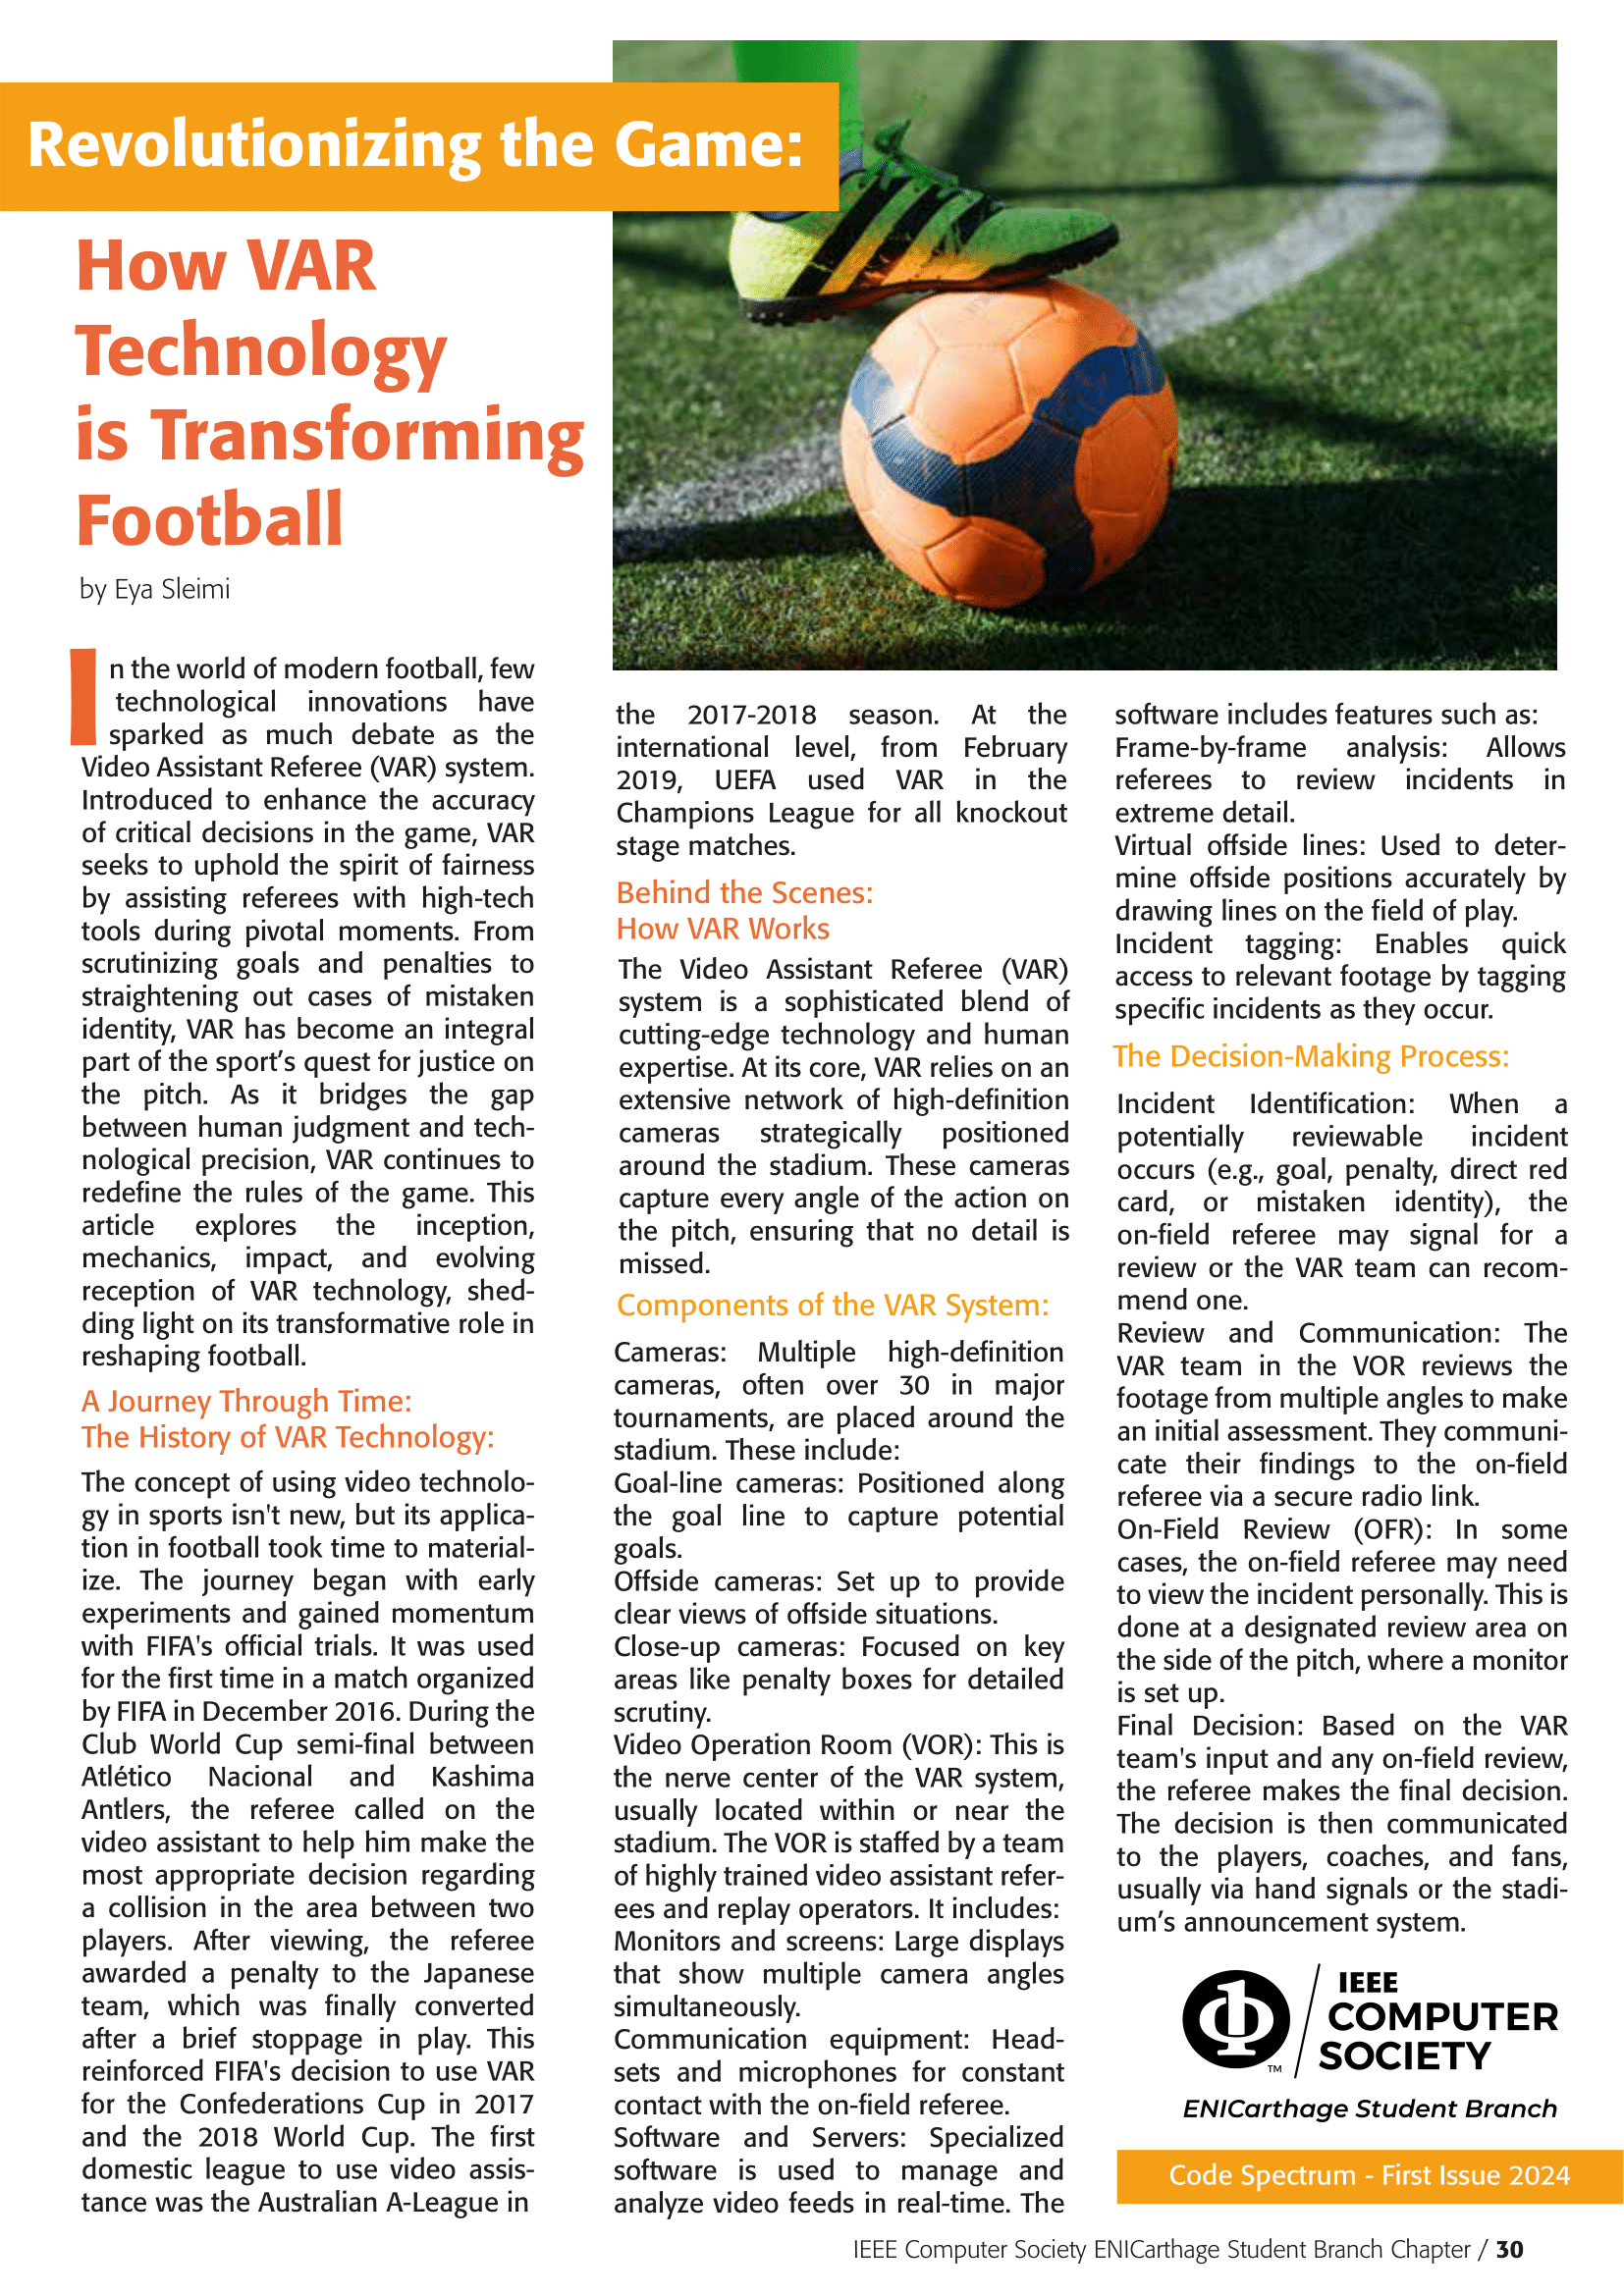 Revolutionizing the Game:
How VAR
Technology
is Transforming
Football
by Eya Sleimi
In the world of modern football, few
technological innovations have
sparked as much debate as the
Video Assistant Referee (VAR) system.
Introduced to enhance the accuracy
of critical decisions in the game, VAR
seeks to uphold the spirit of fairness
by assisting referees with high-tech
tools during pivotal moments. From
scrutinizing goals and penalties to
straightening out cases of mistaken
identity, VAR has become an integral
part of the sport’s quest for justice on
the pitch. As it bridges the gap
between human judgment and tech-
nological precision, VAR continues to
redefine the rules of the game. This
article explores the inception,
mechanics, impact, and evolving
reception of VAR technology, shed-
ding light on its transformative role in
reshaping football.
A Journey Through Time:
The History of VAR Technology:
The concept of using video technolo-
gy in sports isn't new, but its applica-
tion in football took time to material-
ize. The journey began with early
experiments and gained momentum
with FIFA's official trials. It was used
for the first time in a match organized
by FIFA in December 2016. During the
Club World Cup semi-final between
Atlético Nacional and Kashima
Antlers, the referee called on the
video assistant to help him make the
most appropriate decision regarding
a collision in the area between two
players. After viewing, the referee
awarded a penalty to the Japanese
team, which was finally converted
after a brief stoppage in play. This
reinforced FIFA's decision to use VAR
for the Confederations Cup in 2017
and the 2018 World Cup. The first
domestic league to use video assis-
tance was the Australian A-League in
the 2017-2018 season. At the
international level, from February
2019, UEFA used VAR in the
Champions League for all knockout
stage matches.
Behind the Scenes:
How VAR Works
The Video Assistant Referee (VAR)
system is a sophisticated blend of
cutting-edge technology and human
expertise. At its core, VAR relies on an
extensive network of high-definition
cameras strategically positioned
around the stadium. These cameras
capture every angle of the action on
the pitch, ensuring that no detail is
missed.
Components of the VAR System:
Cameras: Multiple high-definition
cameras, often over 30 in major
tournaments, are placed around the
stadium. These include:
Goal-line cameras: Positioned along
the goal line to capture potential
goals.
Offside cameras: Set up to provide
clear views of offside situations.
Close-up cameras: Focused on key
areas like penalty boxes for detailed
scrutiny.
Video Operation Room (VOR): This is
the nerve center of the VAR system,
usually located within or near the
stadium. The VOR is staffed by a team
of highly trained video assistant refer-
ees and replay operators. It includes:
Monitors and screens: Large displays
that show multiple camera angles
simultaneously.
Communication equipment: Head-
sets and microphones for constant
contact with the on-field referee.
Software and Servers: Specialized
software is used to manage and
analyze video feeds in real-time. The
software includes features such as:
Frame-by-frame analysis: Allows
referees to review incidents in
extreme detail.
Virtual offside lines: Used to deter-
mine offside positions accurately by
drawing lines on the field of play.
Incident tagging: Enables quick
access to relevant footage by tagging
specific incidents as they occur.
The Decision-Making Process:
Incident Identification: When a
potentially reviewable incident
occurs (e.g., goal, penalty, direct red
card, or mistaken identity), the
on-field referee may signal for a
review or the VAR team can recom-
mend one.
Review and Communication: The
VAR team in the VOR reviews the
footage from multiple angles to make
an initial assessment. They communi-
cate their findings to the on-field
referee via a secure radio link.
On-Field Review (OFR): In some
cases, the on-field referee may need
to view the incident personally. This is
done at a designated review area on
the side of the pitch, where a monitor
is set up.
Final Decision: Based on the VAR
team's input and any on-field review,
the referee makes the final decision.
The decision is then communicated
to the players, coaches, and fans,
usually via hand signals or the stadi-
um’s announcement system.
IEEE
COMPUTER
SOCIETY
TM
ENICarthage Student Branch
Code Spectrum - First Issue 2024
IEEE Computer Society ENICarthage Student Branch Chapter / 30